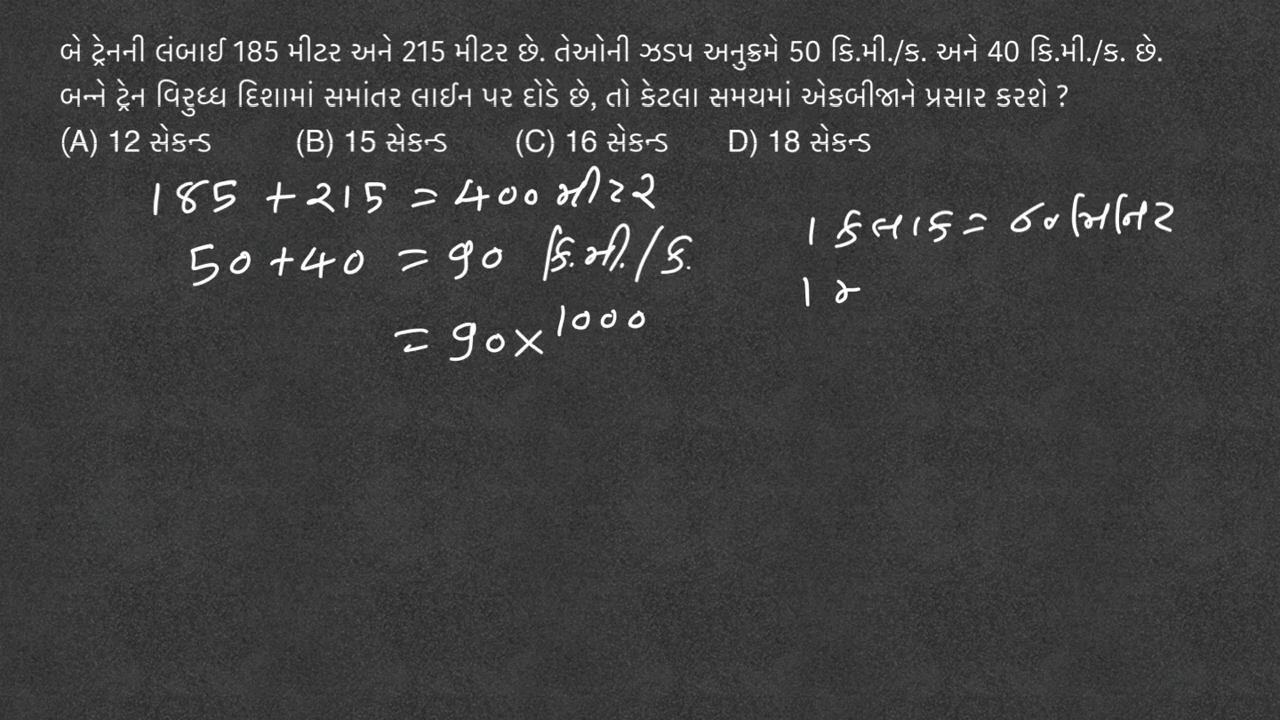 બે ટ્રેનની લંબાઈ 185 મીટર અને 215 મીટર છે. તેઓની ઝડપ અનુક્રમે 50 કિ.મી./ક. અને 40 કિ.મી./ક. છે.
બન્ને ટ્રેન વિરુધ્ધ દિશામાં સમાંતર લાઈન પર દોડે છે, તો કેટલા સમયમાં એકબીજાને પ્રસાર કરશે ?
(A) 12 સેકન્ડ (B) 15 સેકન્ડ (C) 16 સેકન્ડ D) 18 સેકન્ડ
185 + 215 = 400 મીટર
1 કલાક = ૬૦ મિનિટ
50 + 40 = 90 કિ.મી./ક.
1 મ
= 90 × 1000